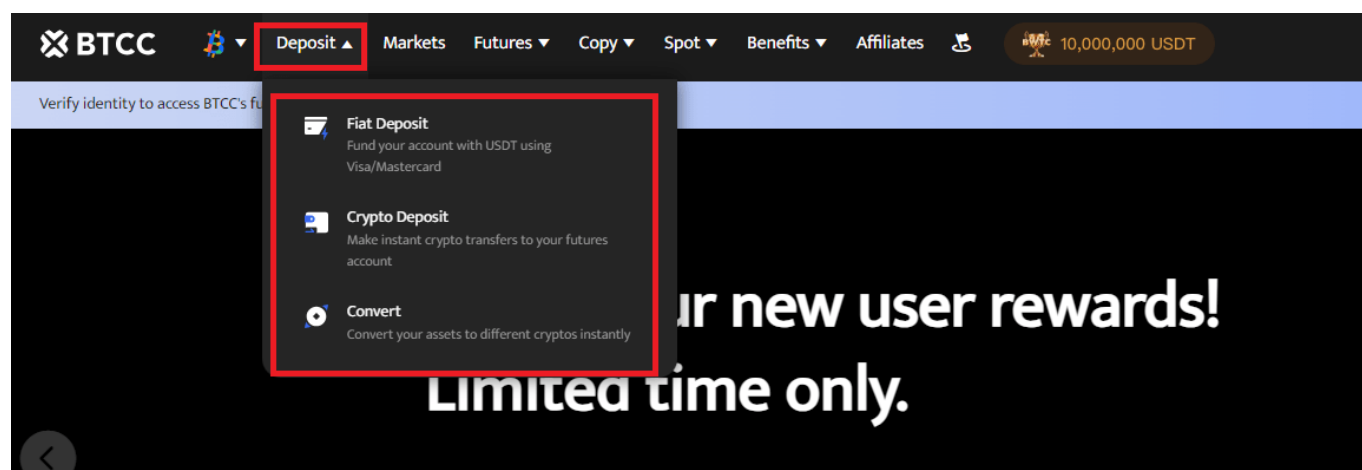 BTCC Deposit Markets Futures Copy Spot Benefits Affiliates 10,000,000 USDT
Verify identity to access BTCC's
Fiat Deposit
Fund your account with USDT using
Visa/Mastercard
Crypto Deposit
Make instant crypto transfers to your futures
account
Convert
Convert your assets to different cryptos instantly
new user rewards!
Limited time only.